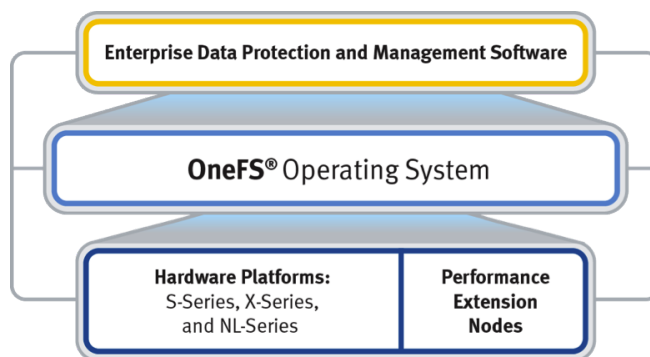 Enterprise Data Protection and Management Software
OneFS® Operating System
Hardware Platforms:
S-Series, X-Series,
and NL-Series
Performance
Extension
Nodes